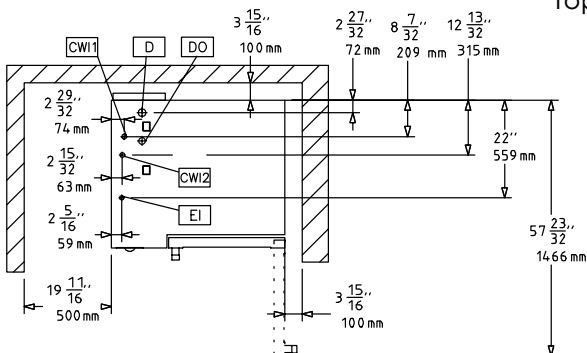 Top
CWI1
D
DO
3 15/16"
100 mm
2 27/32"
72 mm
8 7/32"
209 mm
12 13/32"
315 mm
2 29/32"
74 mm
2 15/32"
63 mm
CWI2
22"
559 mm
2 5/16"
59 mm
EI
57 23/32"
1466 mm
19 11/16"
500 mm
3 15/16"
100 mm